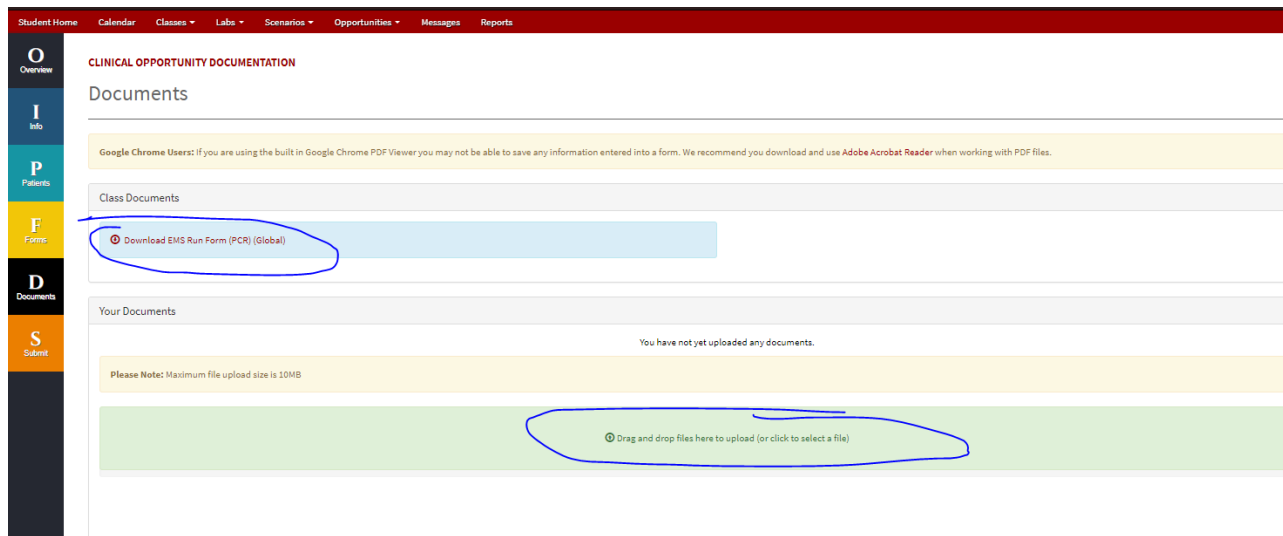 Student Home Calendar Classes Labs Scenarios Opportunities Messages Reports
O
Overview
I
Info
P
Patients
F
Forms
D
Documents
S
Submit
CLINICAL OPPORTUNITY DOCUMENTATION
Documents
Google Chrome Users: If you are using the built in Google Chrome PDF Viewer you may not be able to save any information entered into a form. We recommend you download and use Adobe Acrobat Reader when working with PDF files.
Class Documents
Download EMS Run Form (PCR) (Global)
Your Documents
You have not yet uploaded any documents.
Please Note: Maximum file upload size is 10MB
Drag and drop files here to upload (or click to select a file)